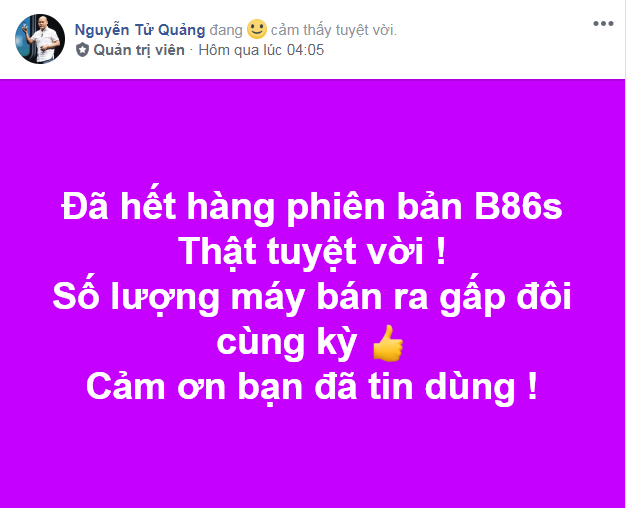 Nguyễn Tử Quảng đang 🙂 cảm thấy tuyệt vời.
Quản trị viên · Hôm qua lúc 04:05
Đã hết hàng phiên bản B86s
Thật tuyệt vời !
Số lượng máy bán ra gấp đôi
cùng kỳ 👍
Cảm ơn bạn đã tin dùng !